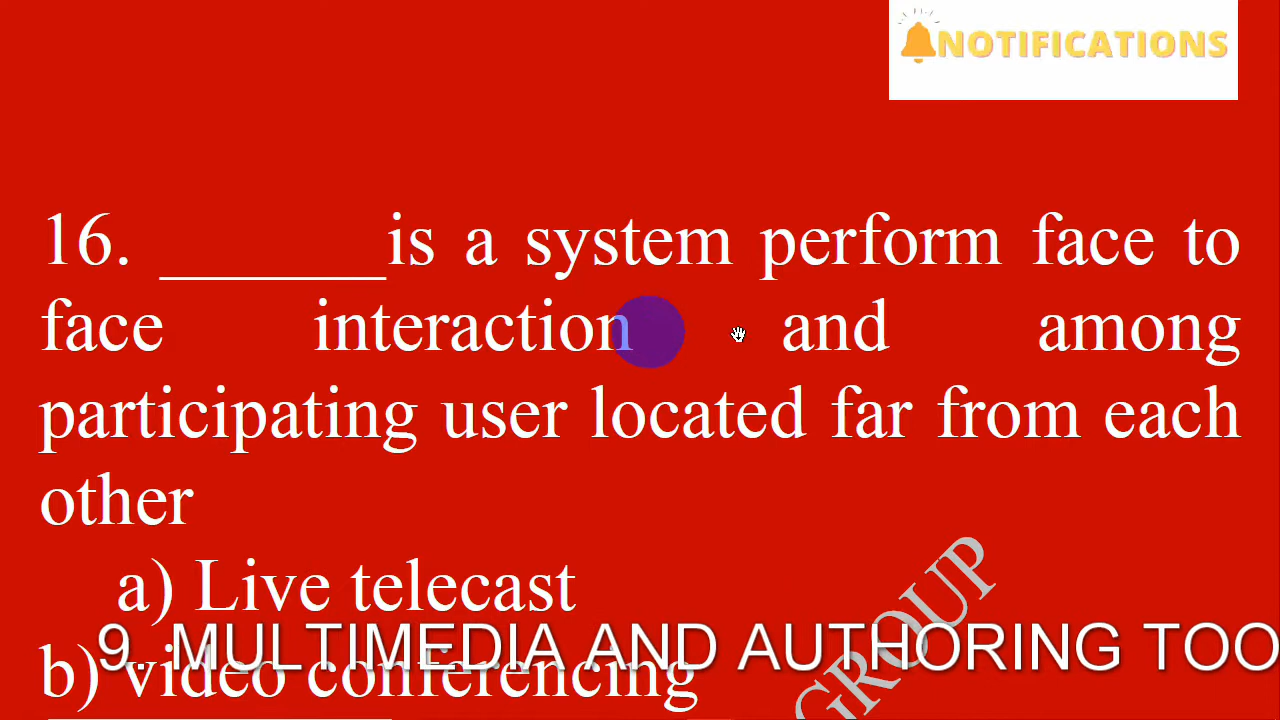 NOTIFICATIONS
16. ______is a system perform face to
face interaction and among
participating user located far from each
other
a) Live telecast
9. MULTIMEDIA AND AUTHORING TOO
b) video conferencing
GROUP